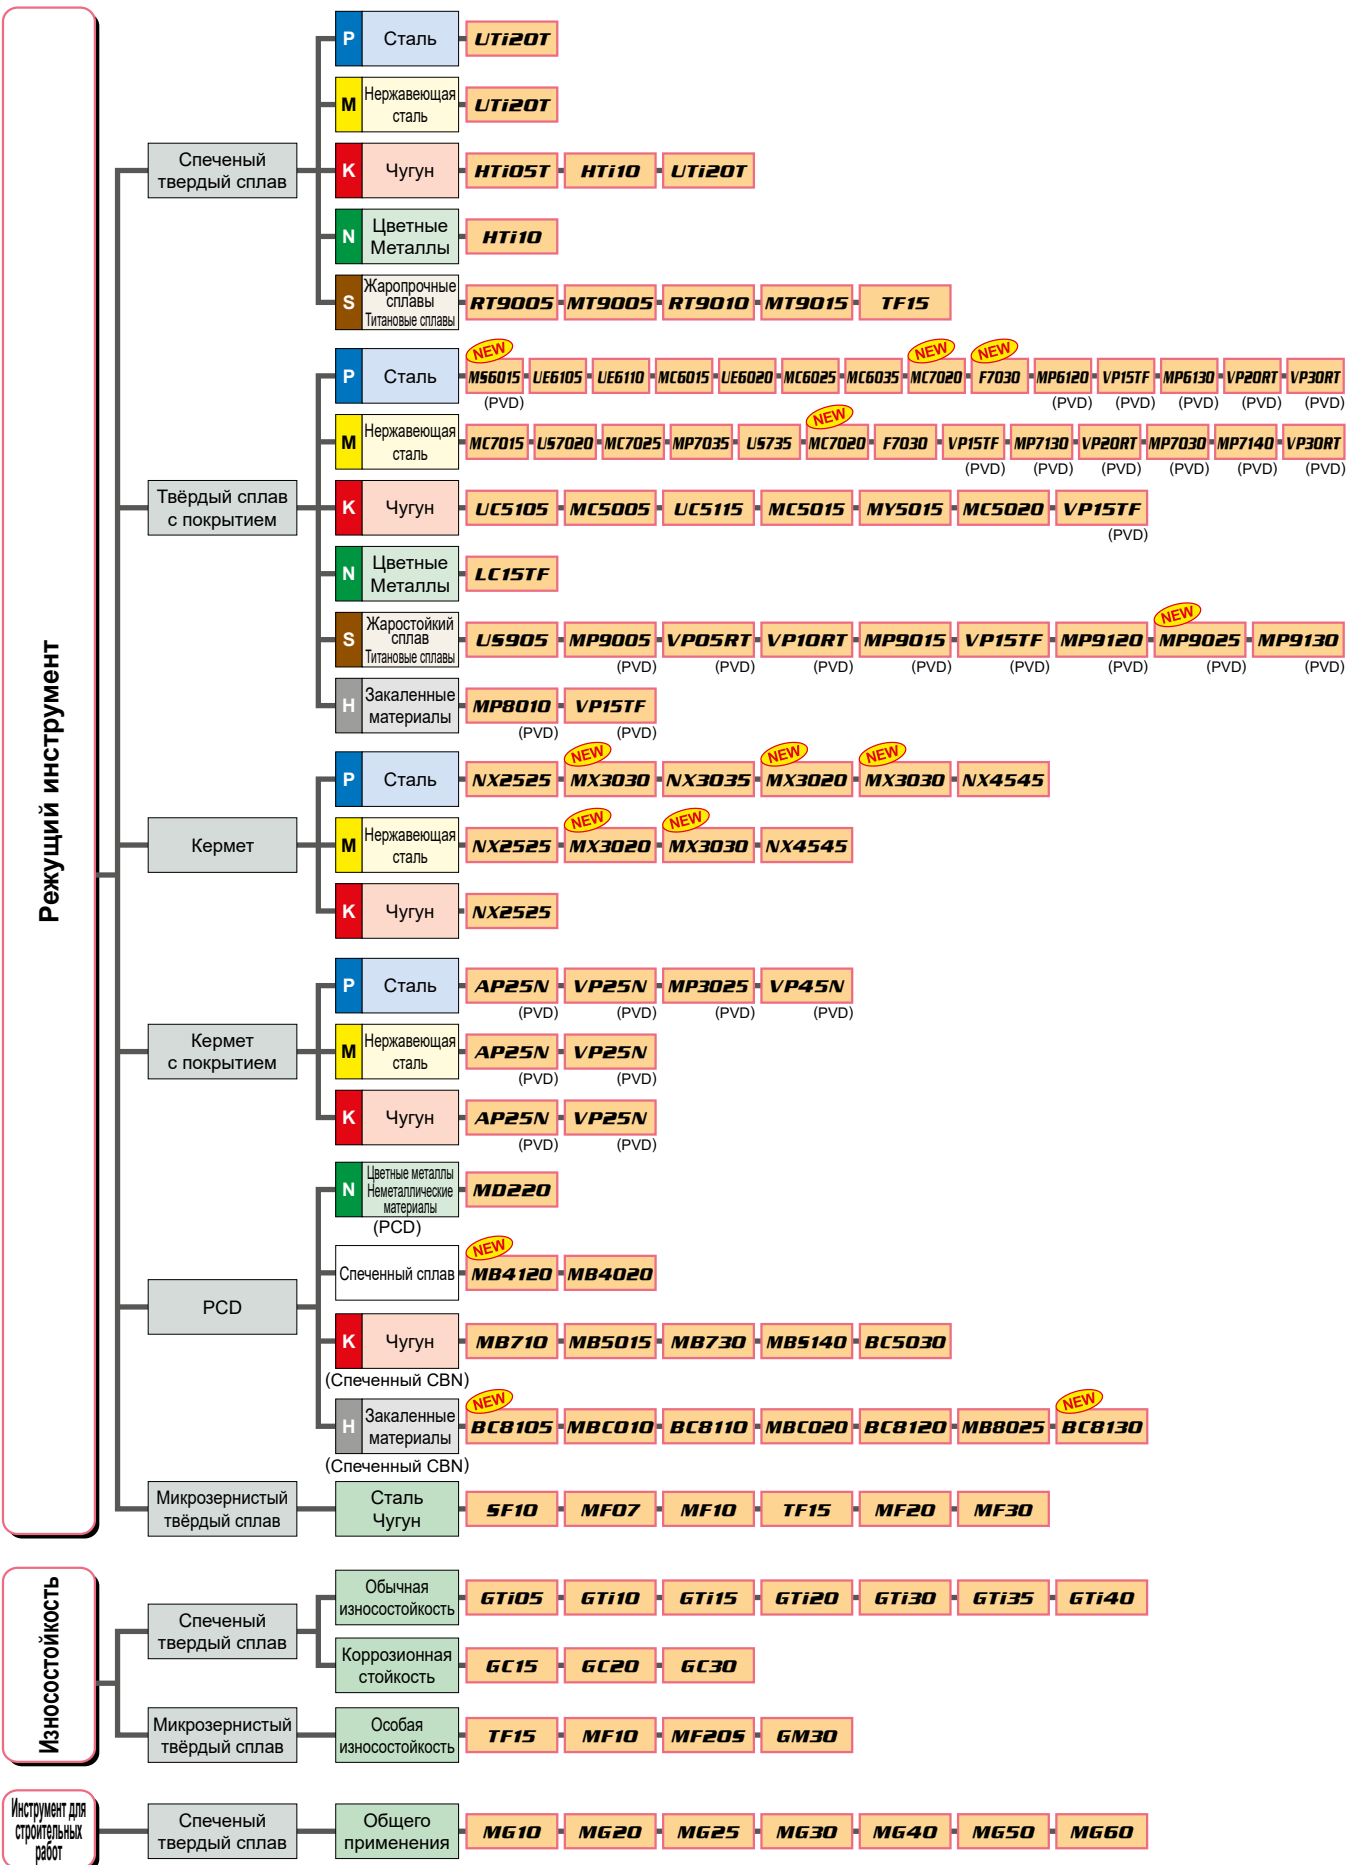 Режущий инструмент
Спеченый
твердый сплав
P Сталь UTi20T
M Нержавеющая
сталь UTi20T
K Чугун HTi05T HTi10 UTi20T
N Цветные
Металлы HTi10
S Жаропрочные
сплавы
Титановые сплавы RT9005 MT9005 RT9010 MT9015 TF15
Твёрдый сплав
с покрытием
NEW NEW NEW
P Сталь MS6015 UE6105 UE6110 MC6015 UE6020 MC6025 MC6035 MC7020 F7030 MP6120 VP15TF MP6130 VP20RT VP30RT
(PVD) (PVD) (PVD) (PVD) (PVD) (PVD)
NEW
M Нержавеющая
сталь MC7015 US7020 MC7025 MP7035 US735 MC7020 F7030 VP15TF MP7130 VP20RT MP7030 MP7140 VP30RT
(PVD) (PVD) (PVD) (PVD) (PVD) (PVD)
K Чугун UC5105 MC5005 UC5115 MC5015 MY5015 MC5020 VP15TF
(PVD)
N Цветные
Металлы LC15TF
NEW
S Жаростойкий
сплав
Титановые сплавы US905 MP9005 VP05RT VP10RT MP9015 VP15TF MP9120 MP9025 MP9130
(PVD) (PVD) (PVD) (PVD) (PVD) (PVD) (PVD) (PVD)
H Закаленные
материалы MP8010 VP15TF
(PVD) (PVD)
Кермет
NEW NEW NEW
P Сталь NX2525 MX3030 NX3035 MX3020 MX3030 NX4545
NEW NEW
M Нержавеющая
сталь NX2525 MX3020 MX3030 NX4545
K Чугун NX2525
Кермет
с покрытием
P Сталь AP25N VP25N MP3025 VP45N
(PVD) (PVD) (PVD) (PVD)
M Нержавеющая
сталь AP25N VP25N
(PVD) (PVD)
K Чугун AP25N VP25N
(PVD) (PVD)
PCD
N Цветные металлы
Неметаллические
материалы MD220
(PCD)
NEW
Спеченный сплав MB4120 MB4020
K Чугун MB710 MB5015 MB730 MBS140 BC5030
(Спеченный CBN)
NEW NEW
H Закаленные
материалы BC8105 MBC010 BC8110 MBC020 BC8120 MB8025 BC8130
(Спеченный CBN)
Микрозернистый
твёрдый сплав
Сталь
Чугун SF10 MF07 MF10 TF15 MF20 MF30
Износостойкость
Спеченый
твердый сплав
Обычная
износостойкость GTi05 GTi10 GTi15 GTi20 GTi30 GTi35 GTi40
Коррозионная
стойкость GC15 GC20 GC30
Микрозернистый
твёрдый сплав
Особая
износостойкость TF15 MF10 MF20S GM30
Инструмент для
строительных
работ
Спеченый
твердый сплав
Общего
применения MG10 MG20 MG25 MG30 MG40 MG50 MG60